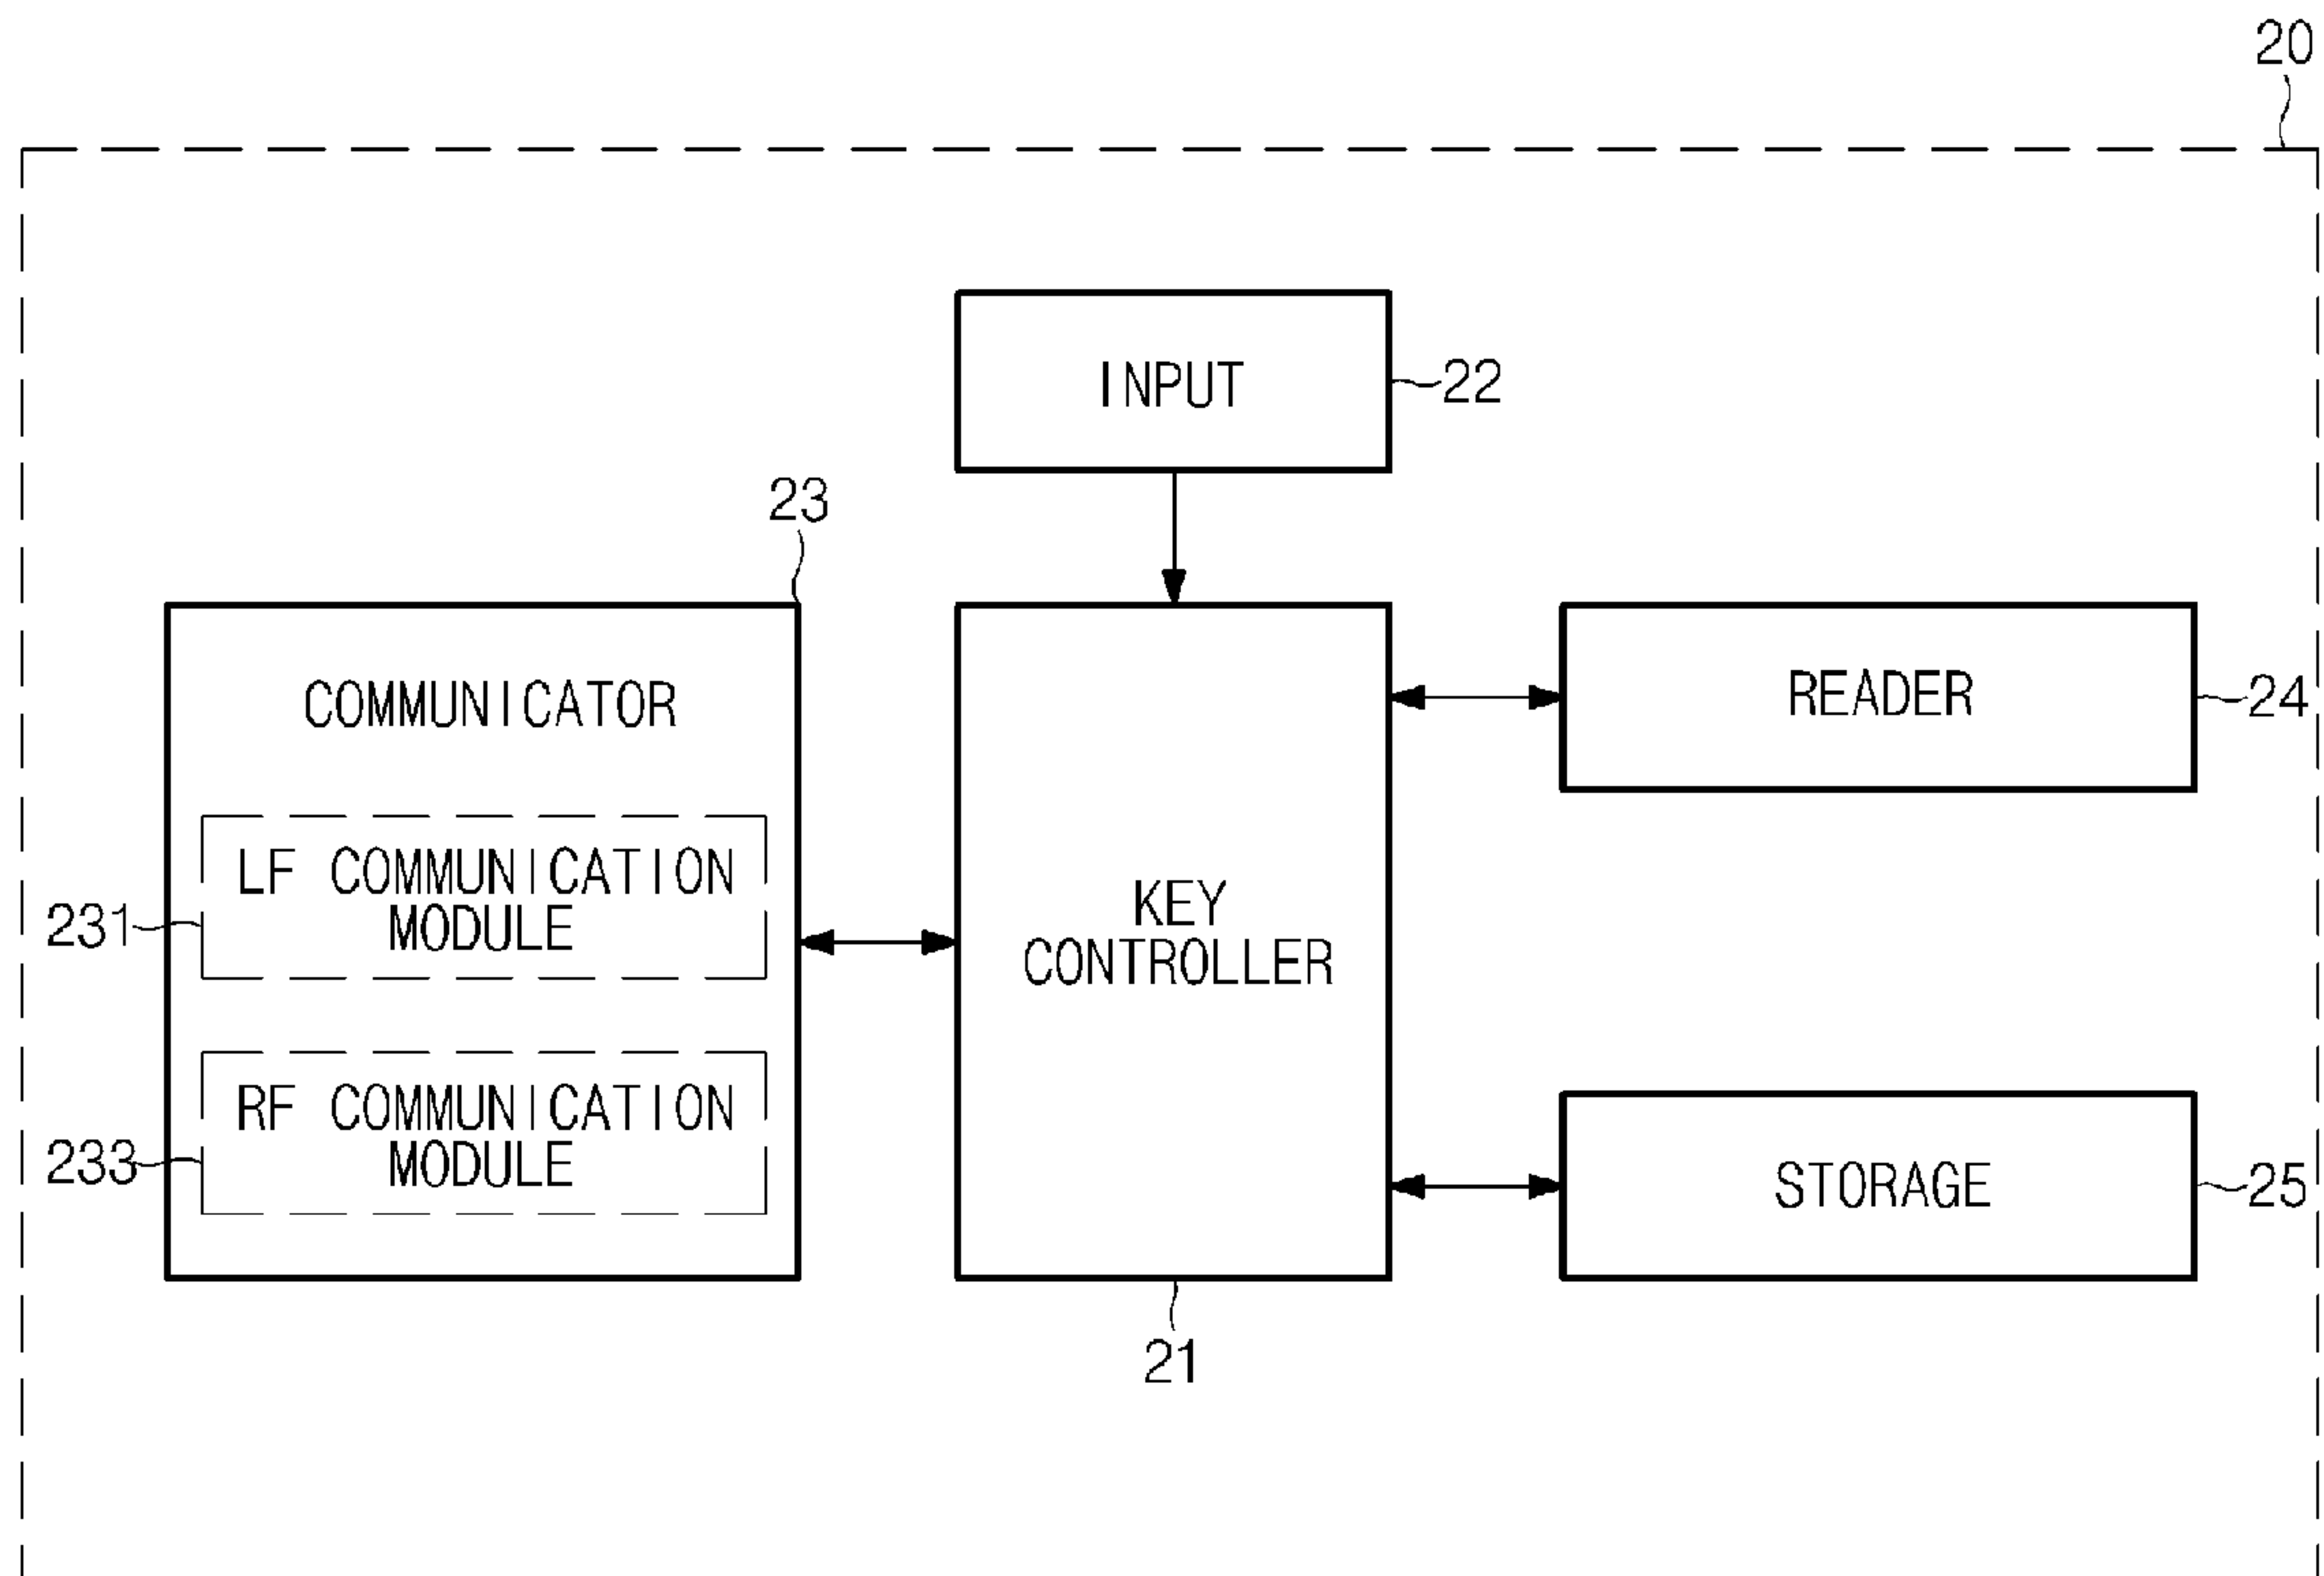 20
INPUT
22
23
COMMUNICATOR
READER
24
LF COMMUNICATION
MODULE
231
KEY
CONTROLLER
RF COMMUNICATION
MODULE
233
STORAGE
25
21